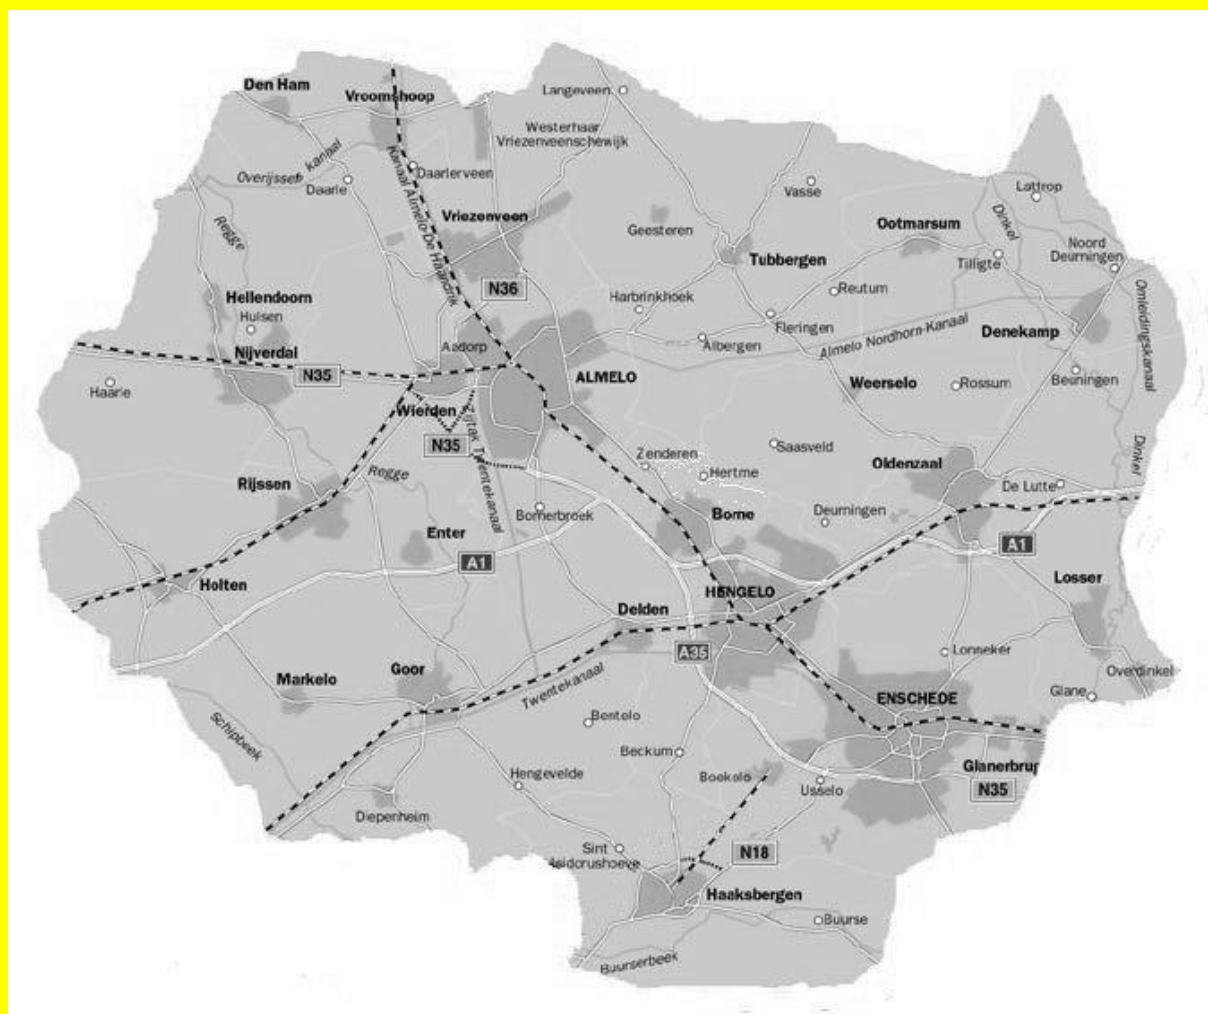 Den Ham
Vroomshoop
Langeveen
Westerhaar
Vriezenveenschewijk
Kanaal Almelo-De Haandrik
Overijssels kanaal
Daarle
Daarlerveen
Vasse
Lattrop
Regge
Vriezenveen
Geesteren
Ootmarsum
Dinkel
Noord
Deurningen
Tubbergen
Tilligte
N36
Hellendoorn
Hulsen
Harbrinkhoek
Reutum
Omleidingskanaal
Fleringen
Almelo Nordhorn-Kanaal
Denekamp
Nijverdal
Aadorp
Albergen
N35
ALMELO
Weerselo
Rossum
Beuningen
Haarle
Wierden
N35
Zijtak Twentekanaal
Zenderen
Saasveld
Dinkel
Regge
Hertme
Oldenzaal
De Lutte
Rijssen
Bornerbroek
Borne
Deurningen
Enter
A1
A1
Holten
HENGELO
Losser
Delden
A35
Lonneker
Overdinkel
Goor
Markelo
Twentekanaal
ENSCHEDE
Glane
Schipbeek
Bentelo
Beckum
Boekelo
Usselo
Glanerbrug
N35
Hengevelde
Diepenheim
Sint
Isidorushoeve
N18
Haaksbergen
Buurse
Buurserbeek